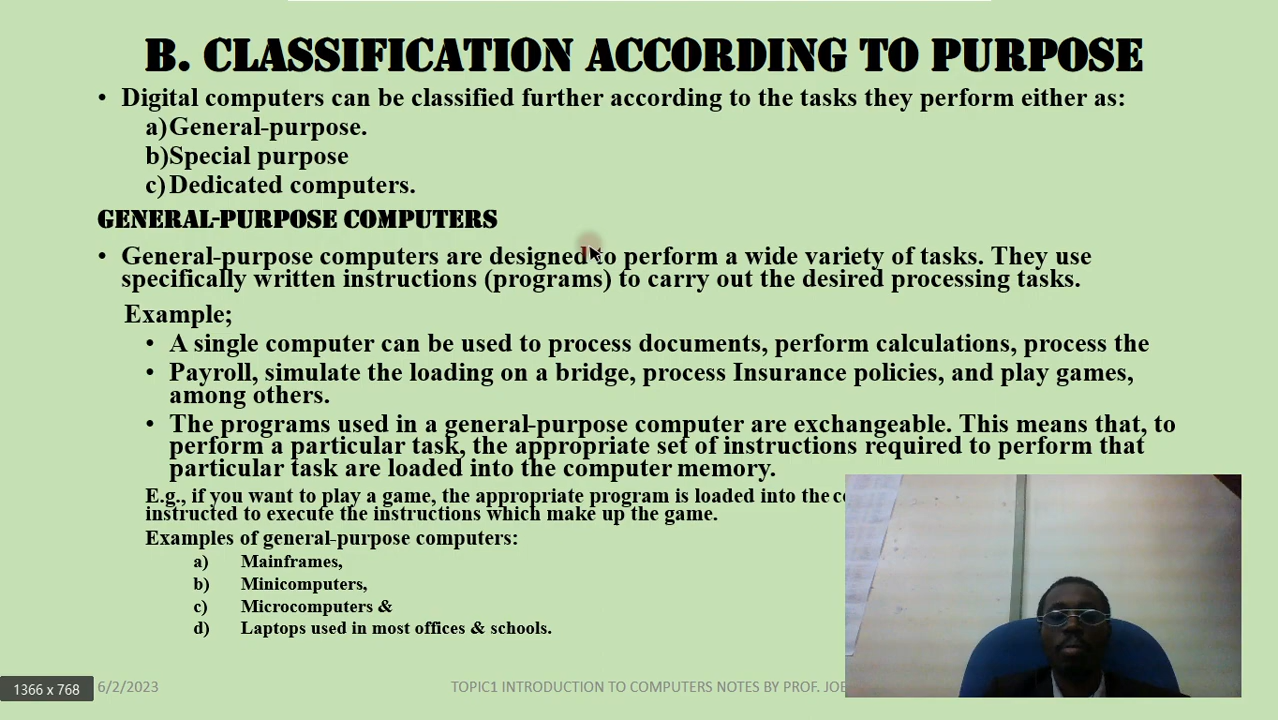 B. CLASSIFICATION ACCORDING TO PURPOSE
• Digital computers can be classified further according to the tasks they perform either as:
a) General-purpose.
b) Special purpose
c) Dedicated computers.
GENERAL-PURPOSE COMPUTERS
• General-purpose computers are designed to perform a wide variety of tasks. They use
specifically written instructions (programs) to carry out the desired processing tasks.
Example;
• A single computer can be used to process documents, perform calculations, process the
• Payroll, simulate the loading on a bridge, process Insurance policies, and play games,
among others.
• The programs used in a general-purpose computer are exchangeable. This means that, to
perform a particular task, the appropriate set of instructions required to perform that
particular task are loaded into the computer memory.
E.g., if you want to play a game, the appropriate program is loaded into the
instructed to execute the instructions which make up the game.
Examples of general-purpose computers:
a) Mainframes,
b) Minicomputers,
c) Microcomputers &
d) Laptops used in most offices & schools.
1366 x 768
6/2/2023
TOPIC1 INTRODUCTION TO COMPUTERS NOTES BY PROF.